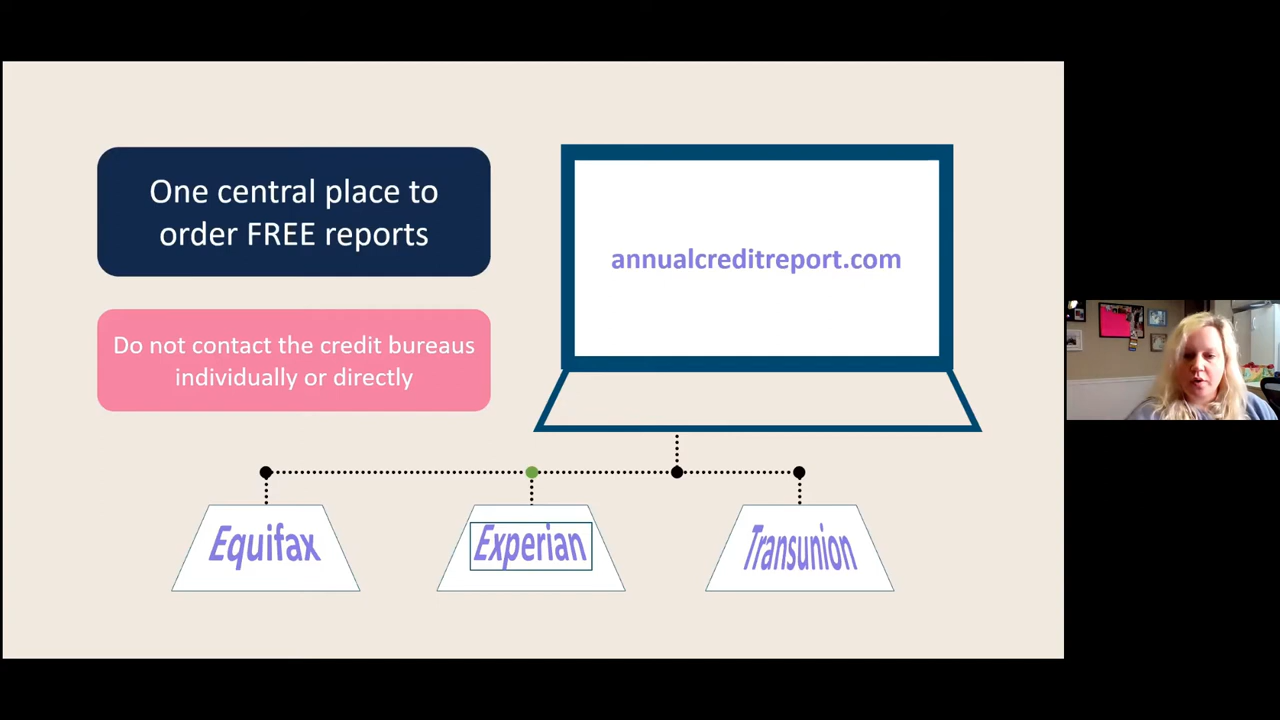 One central place to
order FREE reports
annualcreditreport.com
Do not contact the credit bureaus
individually or directly
Equifax
Experian
Transunion